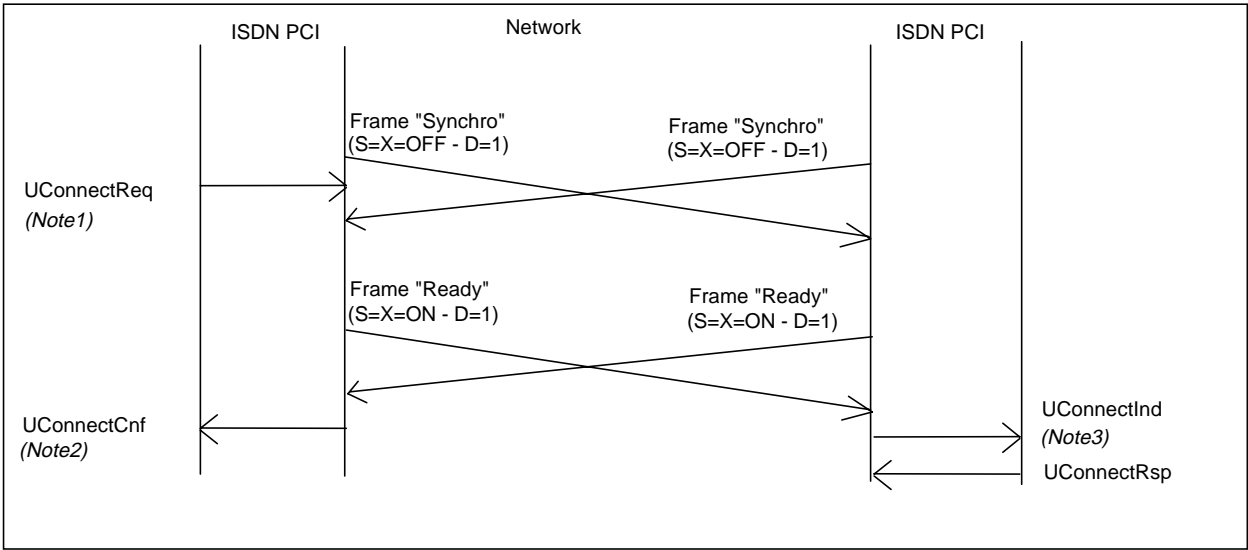 ISDN PCI
Network
ISDN PCI
Frame "Synchro"
(S=X=OFF - D=1)
Frame "Synchro"
(S=X=OFF - D=1)
UConnectReq
(Note1)
Frame "Ready"
(S=X=ON - D=1)
Frame "Ready"
(S=X=ON - D=1)
UConnectCnf
(Note2)
UConnectInd
(Note3)
UConnectRsp